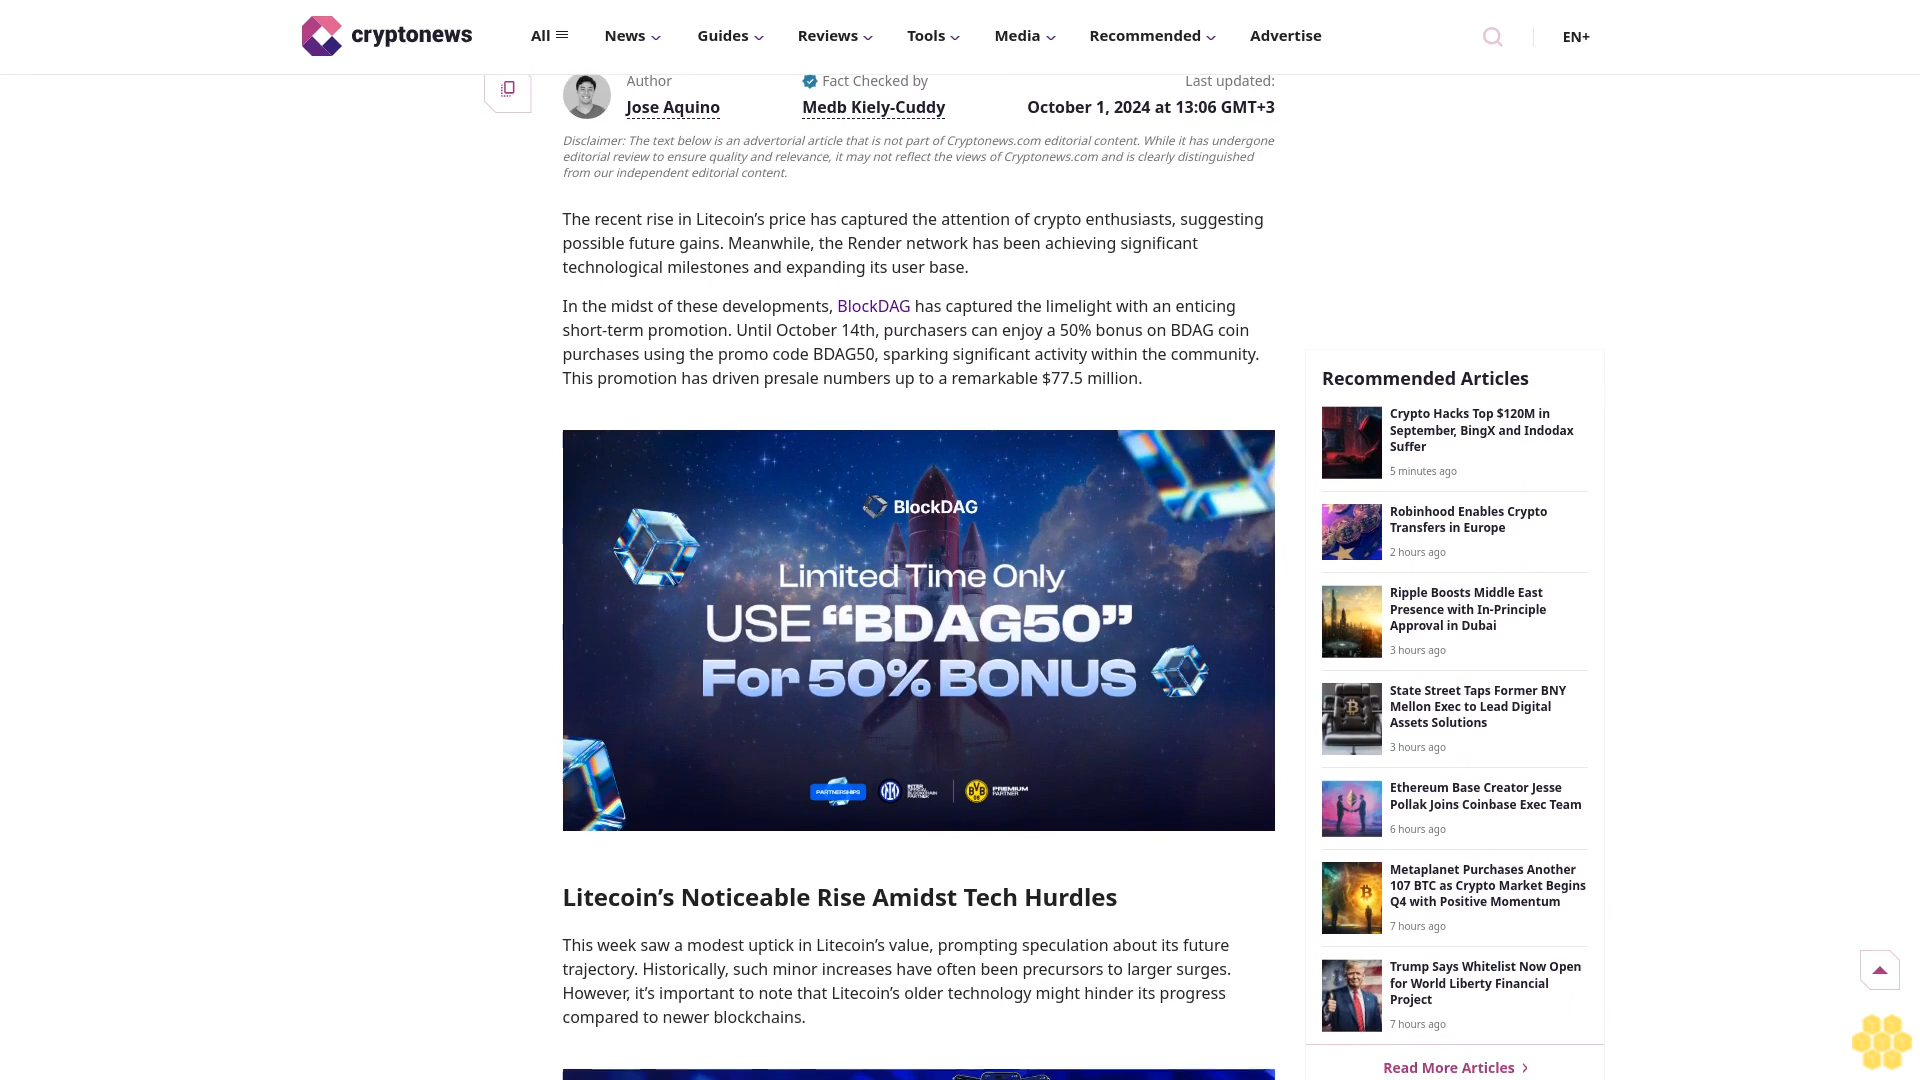 cryptonews
All
News
Guides
Reviews
Tools
Media
Recommended
Advertise
EN+
Author
Jose Aquino
Fact Checked by
Medb Kiely-Cuddy
Last updated:
October 1, 2024 at 13:06 GMT+3
Disclaimer: The text below is an advertorial article that is not part of Cryptonews.com editorial content. While it has undergone
editorial review to ensure quality and relevance, it may not reflect the views of Cryptonews.com and is clearly distinguished
from our independent editorial content.
The recent rise in Litecoin’s price has captured the attention of crypto enthusiasts, suggesting
possible future gains. Meanwhile, the Render network has been achieving significant
technological milestones and expanding its user base.
In the midst of these developments, BlockDAG has captured the limelight with an enticing
short-term promotion. Until October 14th, purchasers can enjoy a 50% bonus on BDAG coin
purchases using the promo code BDAG50, sparking significant activity within the community.
This promotion has driven presale numbers up to a remarkable $77.5 million.
BlockDAG
Limited Time Only
USE “BDAG50”
For 50% BONUS
PARTNERSHIPS
INTER
OFFICIAL
BLOCKCHAIN
PARTNER
BVB
09
PREMIUM
PARTNER
Litecoin’s Noticeable Rise Amidst Tech Hurdles
This week saw a modest uptick in Litecoin’s value, prompting speculation about its future
trajectory. Historically, such minor increases have often been precursors to larger surges.
However, it’s important to note that Litecoin’s older technology might hinder its progress
compared to newer blockchains.
Recommended Articles
Crypto Hacks Top $120M in
September, BingX and Indodax
Suffer
5 minutes ago
Robinhood Enables Crypto
Transfers in Europe
2 hours ago
Ripple Boosts Middle East
Presence with In-Principle
Approval in Dubai
3 hours ago
State Street Taps Former BNY
Mellon Exec to Lead Digital
Assets Solutions
3 hours ago
Ethereum Base Creator Jesse
Pollak Joins Coinbase Exec Team
6 hours ago
Metaplanet Purchases Another
107 BTC as Crypto Market Begins
Q4 with Positive Momentum
7 hours ago
Trump Says Whitelist Now Open
for World Liberty Financial
Project
7 hours ago
Read More Articles